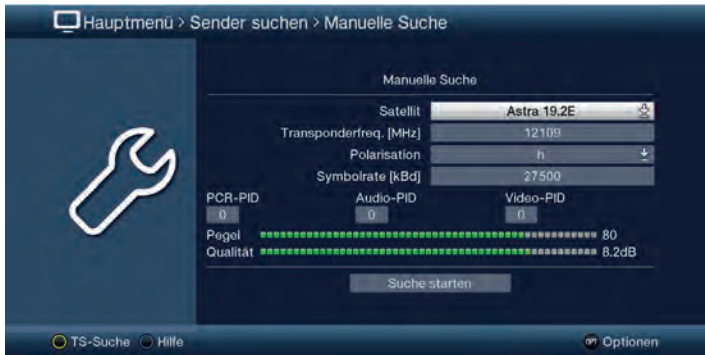 Hauptmenü > Sender suchen > Manuelle Suche
Manuelle Suche
Satellit Astra 19.2E
Transponderfreq. [MHz] 12109
Polarisation h
Symbolrate [kBd] 27500
PCR-PID Audio-PID Video-PID
0 0 0
Pegel 80
Qualität 8.2dB
Suche starten
TS-Suche Hilfe OPT Optionen